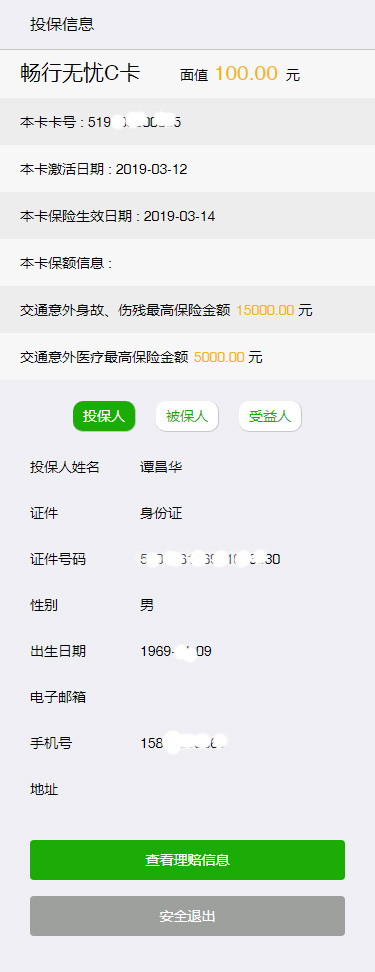 投保信息
畅行无忧C卡 面值 100.00 元
本卡卡号 : 519
本卡激活日期 : 2019-03-12
本卡保险生效日期 : 2019-03-14
本卡保额信息 :
交通意外身故、伤残最高保险金额 15000.00 元
交通意外医疗最高保险金额 5000.00 元
投保人 被保人 受益人
投保人姓名 谭昌华
证件 身份证
证件号码
性别 男
出生日期 1969- 09
电子邮箱
手机号 158
地址
查看理赔信息
安全退出